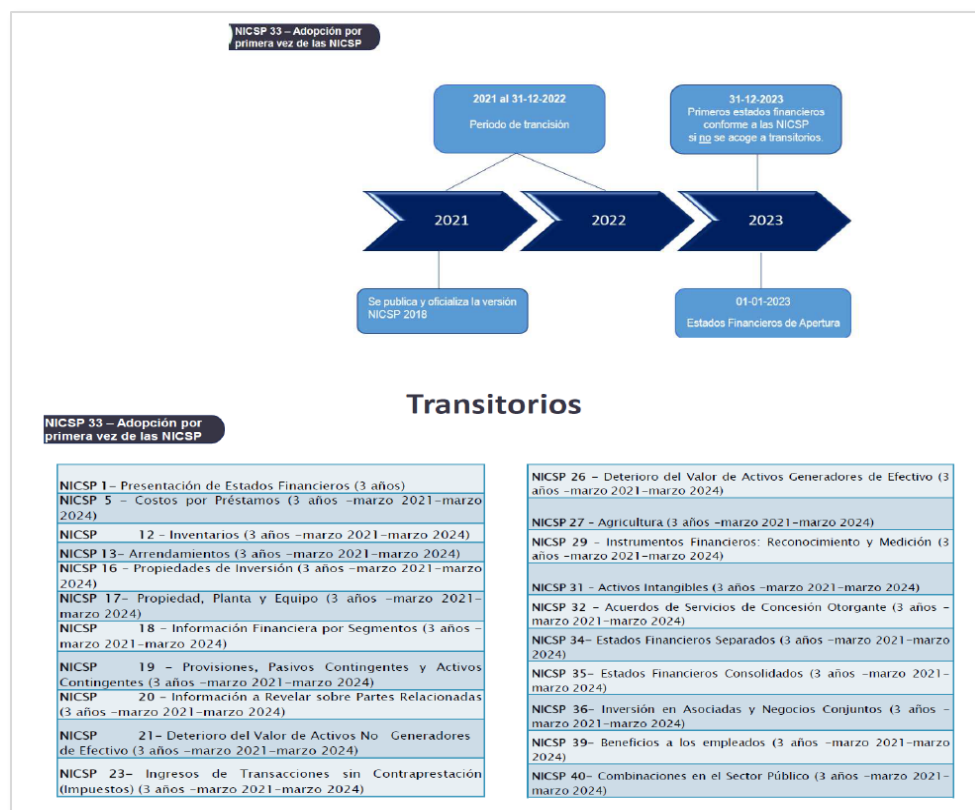 NICSP 33 – Adopción por
primera vez de las NICSP
2021 al 31-12-2022
Periodo de trancisión
31-12-2023
Primeros estados financieros
conforme a las NICSP
si no se acoge a transitorios.
2021
2022
2023
Se publica y oficializa la versión
NICSP 2018
01-01-2023
Estados Financieros de Apertura
Transitorios
NICSP 33 – Adopción por
primera vez de las NICSP
NICSP 1– Presentación de Estados Financieros (3 años)
NICSP 5 – Costos por Préstamos (3 años –marzo 2021–marzo
2024)
NICSP 12 – Inventarios (3 años –marzo 2021–marzo 2024)
NICSP 13– Arrendamientos (3 años –marzo 2021–marzo 2024)
NICSP 16 – Propiedades de Inversión (3 años –marzo 2021–marzo
2024)
NICSP 17– Propiedad, Planta y Equipo (3 años –marzo 2021–
marzo 2024)
NICSP 18 – Información Financiera por Segmentos (3 años –
marzo 2021–marzo 2024)
NICSP 19 – Provisiones, Pasivos Contingentes y Activos
Contingentes (3 años –marzo 2021–marzo 2024)
NICSP 20 – Información a Revelar sobre Partes Relacionadas
(3 años –marzo 2021–marzo 2024)
NICSP 21– Deterioro del Valor de Activos No Generadores
de Efectivo (3 años –marzo 2021–marzo 2024)
NICSP 23– Ingresos de Transacciones sin Contraprestación
(Impuestos) (3 años –marzo 2021–marzo 2024)
NICSP 26 – Deterioro del Valor de Activos Generadores de Efectivo (3
años –marzo 2021–marzo 2024)
NICSP 27 – Agricultura (3 años –marzo 2021–marzo 2024)
NICSP 29 – Instrumentos Financieros: Reconocimiento y Medición (3
años –marzo 2021–marzo 2024)
NICSP 31 – Activos Intangibles (3 años –marzo 2021–marzo 2024)
NICSP 32 – Acuerdos de Servicios de Concesión Otorgante (3 años –
marzo 2021–marzo 2024)
NICSP 34– Estados Financieros Separados (3 años –marzo 2021–marzo
2024)
NICSP 35– Estados Financieros Consolidados (3 años –marzo 2021–marzo
2024)
NICSP 36– Inversión en Asociadas y Negocios Conjuntos (3 años –
marzo 2021–marzo 2024)
NICSP 39– Beneficios a los empleados (3 años –marzo 2021–marzo
2024)
NICSP 40– Combinaciones en el Sector Público (3 años –marzo
2021–marzo 2024)